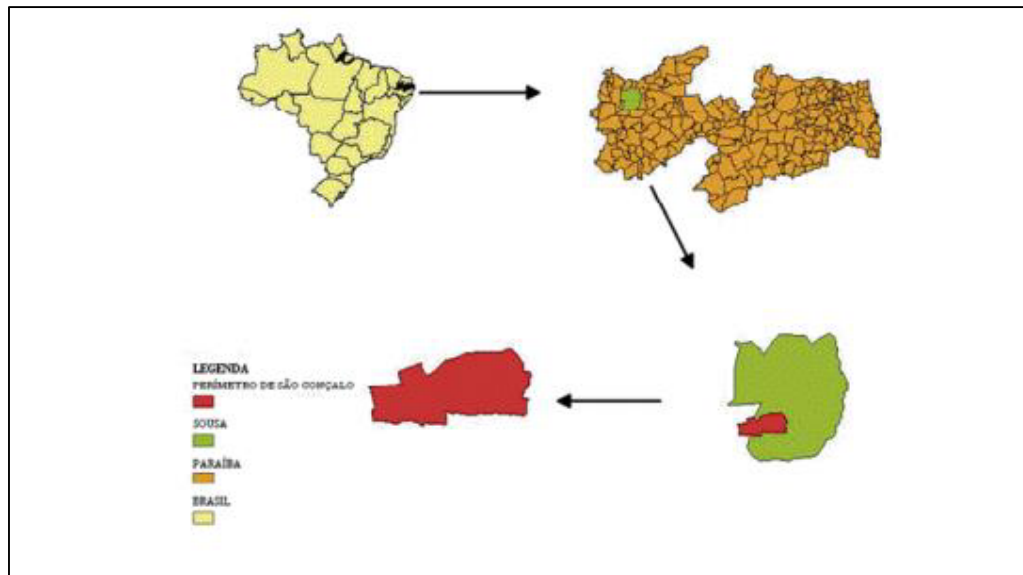 LEGENDA
PERÍMETRO DE SÃO GONÇALO
SOUSA
PARAÍBA
BRASIL